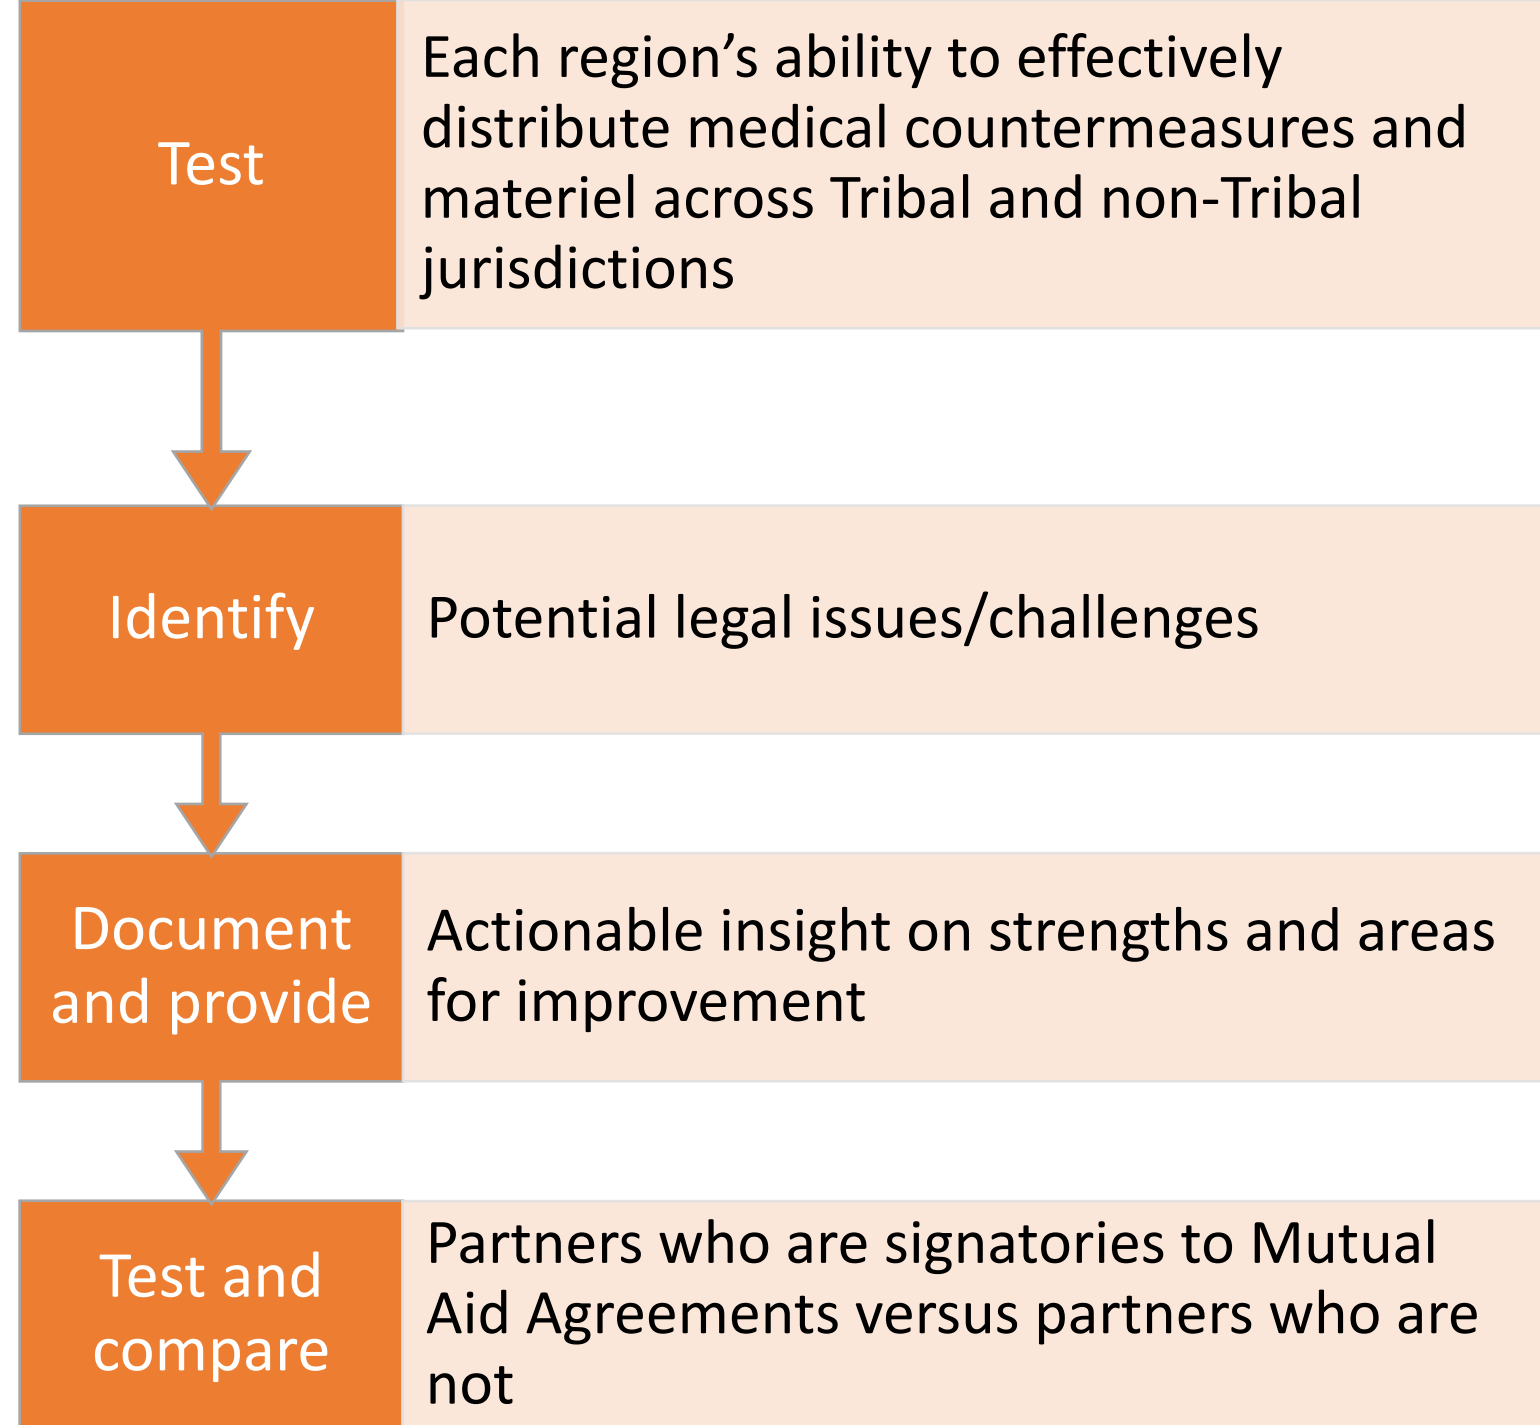 Test
Each region’s ability to effectively
distribute medical countermeasures and
materiel across Tribal and non-Tribal
jurisdictions
Identify
Potential legal issues/challenges
Document
and provide
Actionable insight on strengths and areas
for improvement
Test and
compare
Partners who are signatories to Mutual
Aid Agreements versus partners who are
not